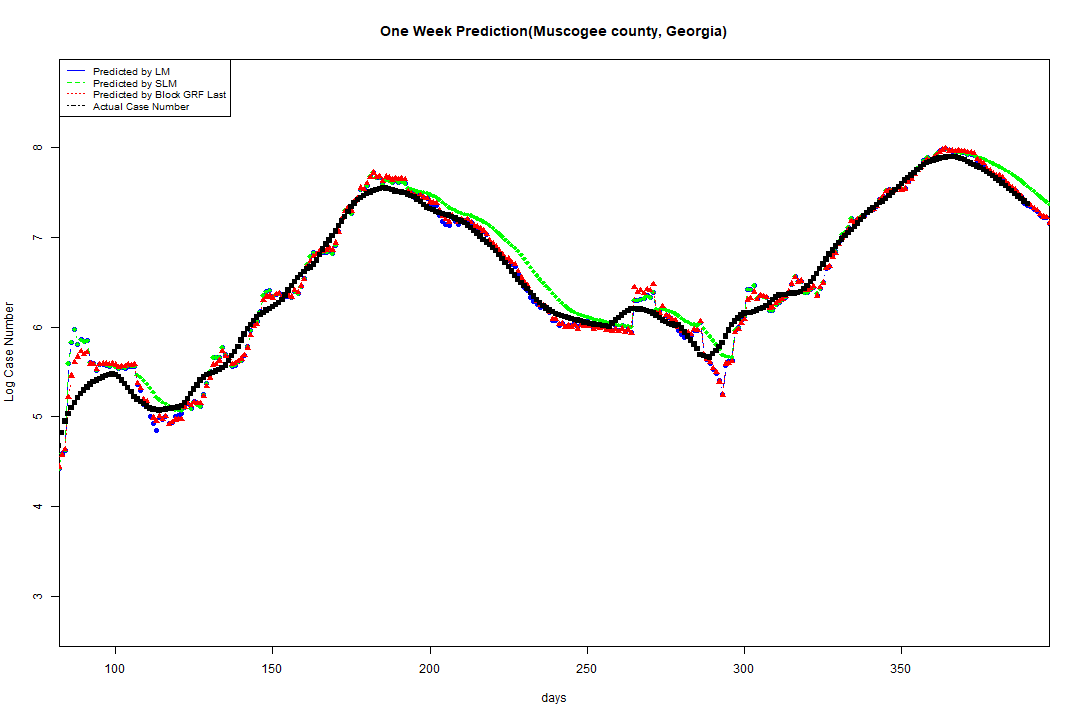 One Week Prediction(Muscogee county, Georgia)
Predicted by LM
Predicted by SLM
Predicted by Block GRF Last
Actual Case Number
8
7
6
5
4
3
Log Case Number
100 150 200 250 300 350
days